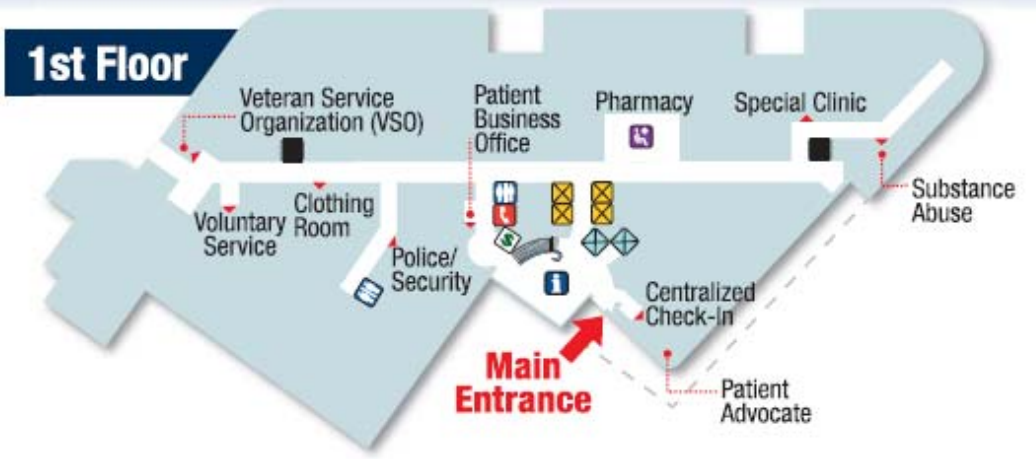 1st Floor
Veteran Service
Organization (VSO)
Patient
Business
Office
Pharmacy
Special Clinic
Substance
Abuse
Voluntary
Service
Clothing
Room
Police/
Security
$
i
Centralized
Check-In
Main
Entrance
Patient
Advocate